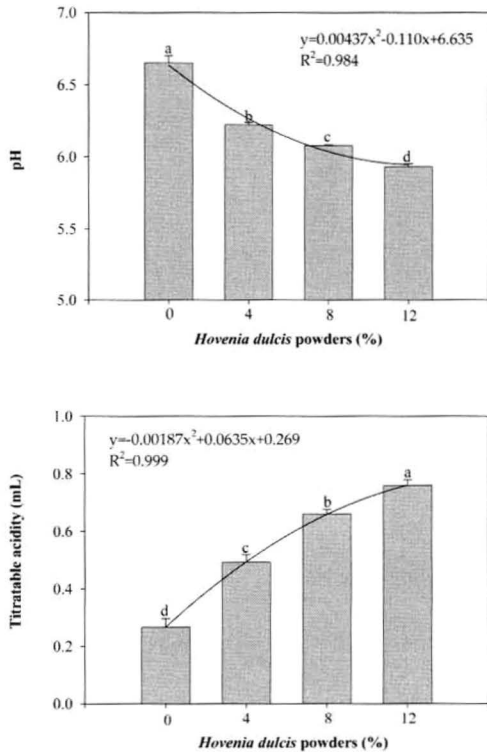 7.0
y=0.00437x²-0.110x+6.635
R²=0.984
a
6.5
b
c
6.0
d
pH
5.5
5.0
0 4 8 12
Hovenia dulcis powders (%)
1.0
y=-0.00187x²+0.0635x+0.269
R²=0.999
a
0.8
b
c
0.6
Titratable acidity (mL)
0.4
d
0.2
0.0
0 4 8 12
Hovenia dulcis powders (%)